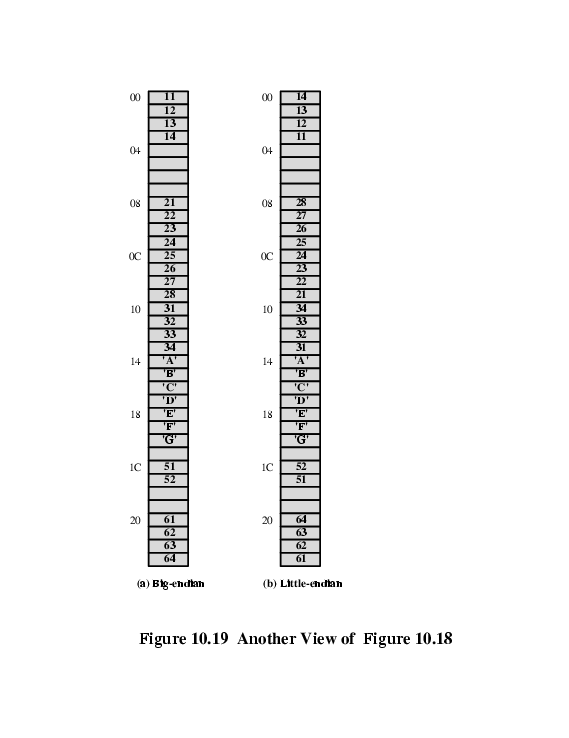 00 11 00 14
12 13
13 12
14 11
04 04
08 21 08 28
22 27
23 26
24 25
0C 25 0C 24
26 23
27 22
28 21
10 31 10 34
32 33
33 32
34 31
14 'A' 14 'A'
'B' 'B'
'C' 'C'
'D' 'D'
18 'E' 18 'E'
'F' 'F'
'G' 'G'
1C 51 1C 52
52 51
20 61 20 64
62 63
63 62
64 61
(a) Big-endian (b) Little-endian
Figure 10.19 Another View of Figure 10.18